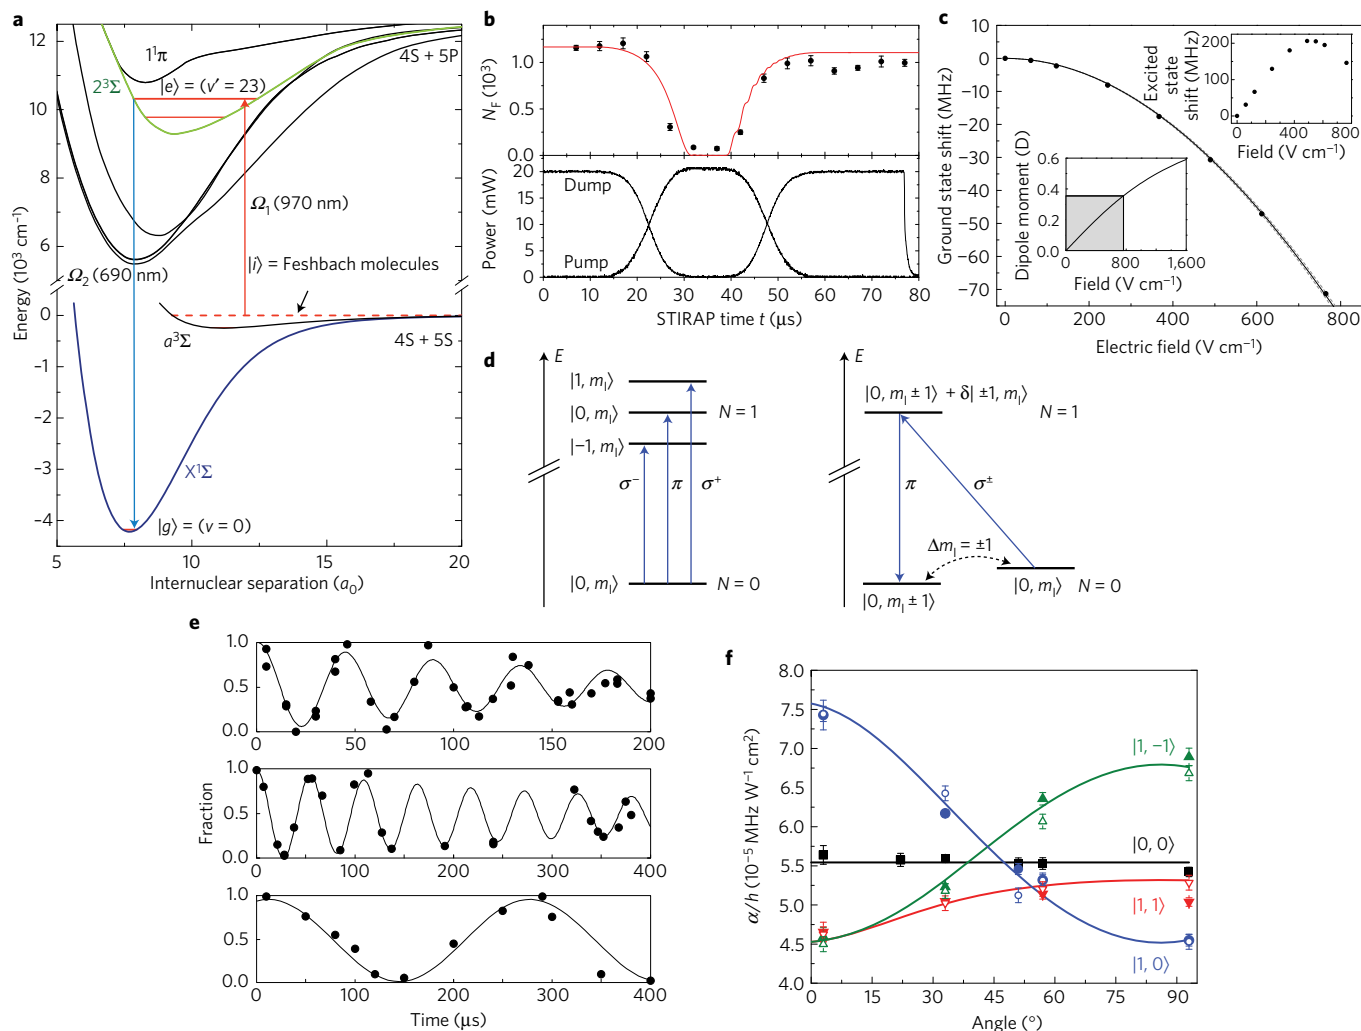 a
Energy (10³ cm⁻¹)
12
10
8
6
0
−1
−2
−3
−4
5
10
15
20
Internuclear separation (a₀)
1¹π
2³Σ
|e⟩ = (v′ = 23)
4S + 5P
Ω₁ (970 nm)
Ω₂ (690 nm)
|i⟩ = Feshbach molecules
a³Σ
4S + 5S
X¹Σ
|g⟩ = (v = 0)
b
N_F (10³)
1.0
0.5
0.0
Power (mW)
20
15
10
5
0
Dump
Pump
0
10
20
30
40
50
60
70
80
STIRAP time t (μs)
c
Ground state shift (MHz)
10
0
−10
−20
−30
−40
−50
−60
−70
0
200
400
600
800
Electric field (V cm⁻¹)
Excited state shift (MHz)
200
100
0
0
400
800
Field (V cm⁻¹)
Dipole moment (D)
0.6
0.4
0.2
0.0
0
800
1,600
Field (V cm⁻¹)
d
E
|1, m_I⟩
|0, m_I⟩
N = 1
|−1, m_I⟩
σ⁻
π
σ⁺
|0, m_I⟩
N = 0
E
|0, m_I ± 1⟩ + δ| ±1, m_I⟩
N = 1
π
σ±
Δm_I = ±1
|0, m_I ± 1⟩
|0, m_I⟩
N = 0
e
Fraction
1.0
0.5
0.0
0
50
100
150
200
1.0
0.5
0.0
0
100
200
300
400
1.0
0.5
0.0
0
100
200
300
400
Time (μs)
f
α/h (10⁻⁵ MHz W⁻¹ cm²)
8.0
7.5
7.0
6.5
6.0
5.5
5.0
4.5
4.0
|1, −1⟩
|0, 0⟩
|1, 1⟩
|1, 0⟩
0
15
30
45
60
75
90
Angle (°)